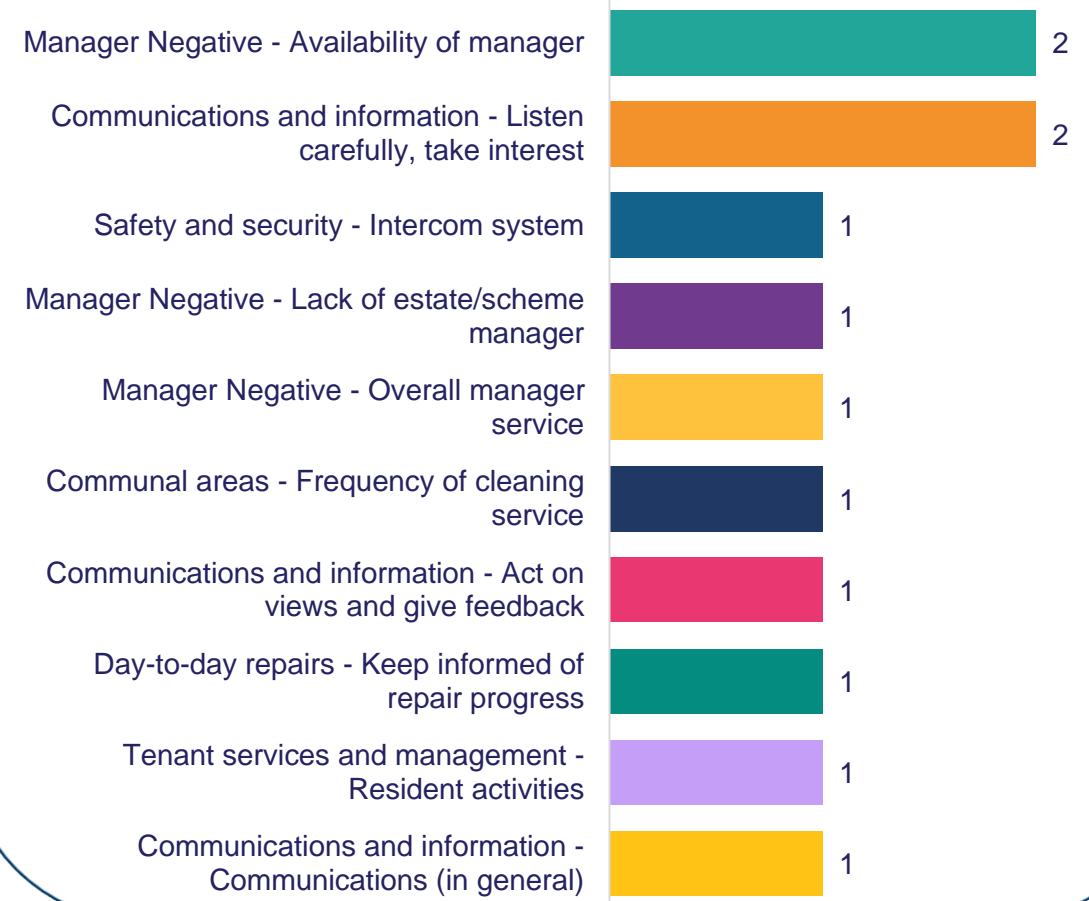 Manager Negative - Availability of manager 2
Communications and information - Listen
carefully, take interest 2
Safety and security - Intercom system 1
Manager Negative - Lack of estate/scheme
manager 1
Manager Negative - Overall manager
service 1
Communal areas - Frequency of cleaning
service 1
Communications and information - Act on
views and give feedback 1
Day-to-day repairs - Keep informed of
repair progress 1
Tenant services and management -
Resident activities 1
Communications and information -
Communications (in general) 1